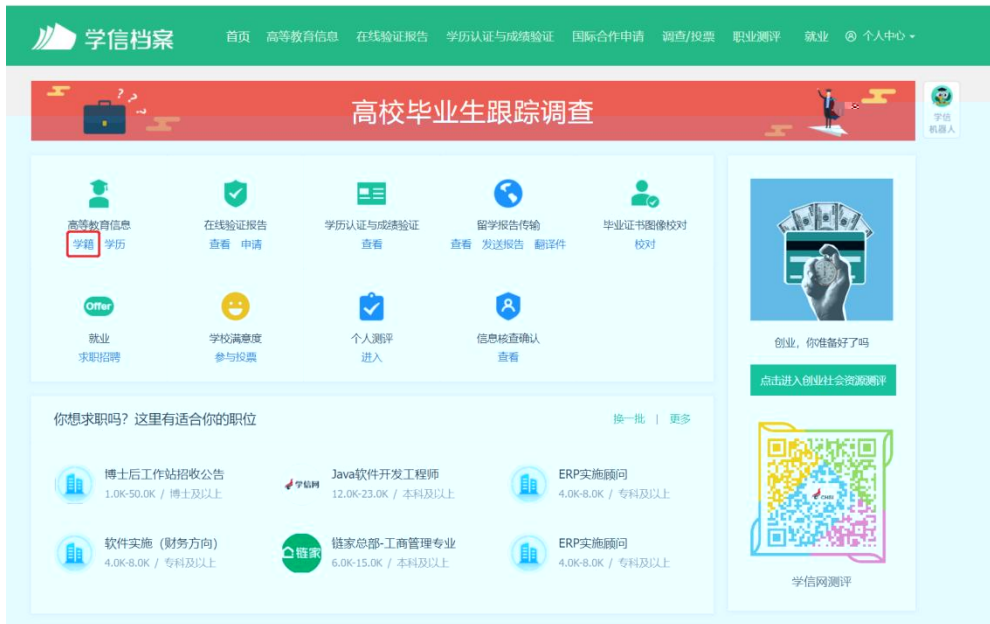 学信档案
首页 高等教育信息 在线验证报告 学历认证与成绩验证 国际合作申请 调查/投票 职业测评 就业 个人中心
高校毕业生跟踪调查
学信
机器人
高等教育信息 在线验证报告 学历认证与成绩验证 留学报告传输 毕业证书图像校对
学籍 学历 查看 申请 查看 查看 发送报告 翻译件 校对
Offer
就业 学校满意度 个人测评 信息核查确认
求职招聘 参与投票 进入 查看
创业，你准备好了吗
点击进入创业社会资源测评
你想求职吗？这里有适合你的职位 换一批 | 更多
博士后工作站招收公告 学信网 Java软件开发工程师 ERP实施顾问
1.0K-50.0K / 博士及以上 12.0K-23.0K / 本科及以上 4.0K-8.0K / 专科及以上
软件实施（财务方向） 链家 链家总部-工商管理专业 ERP实施顾问
4.0K-8.0K / 专科及以上 6.0K-15.0K / 本科及以上 4.0K-8.0K / 专科及以上
学信网测评